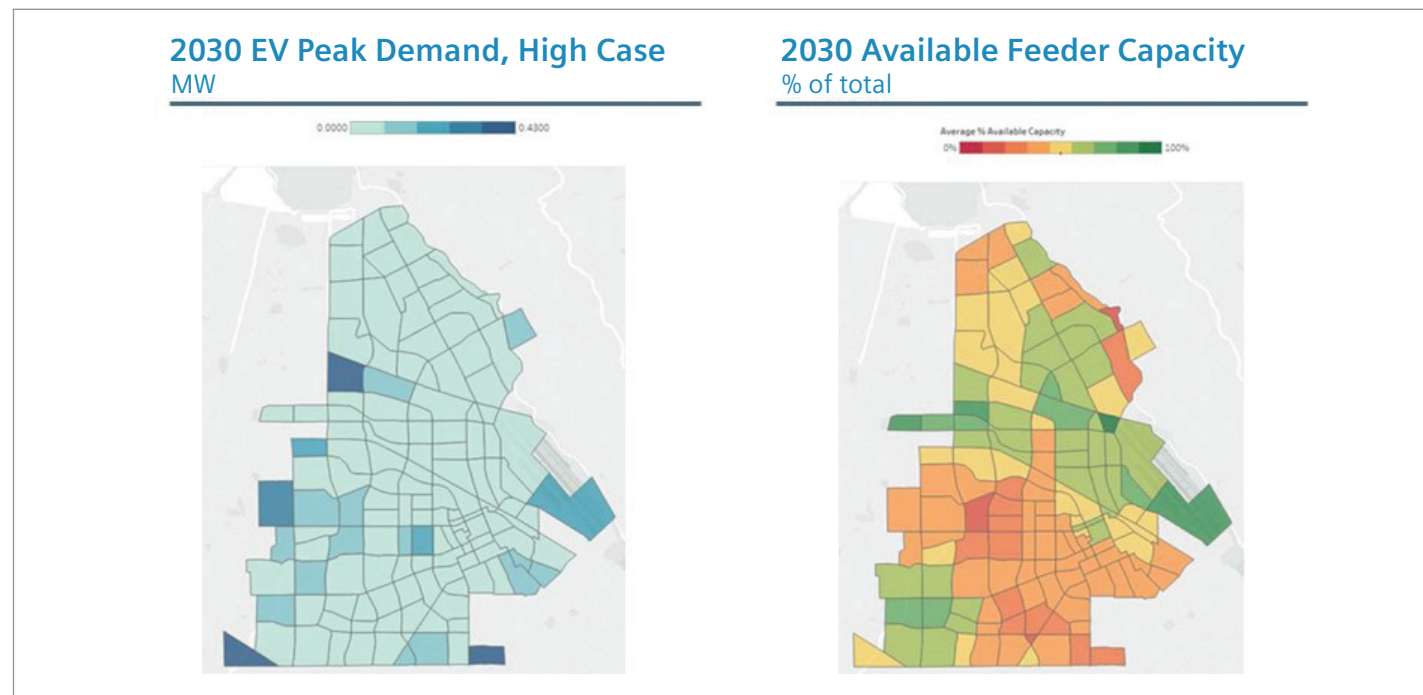 2030 EV Peak Demand, High Case
MW
0.0000 0.4300
2030 Available Feeder Capacity
% of total
Average % Available Capacity
0% 100%